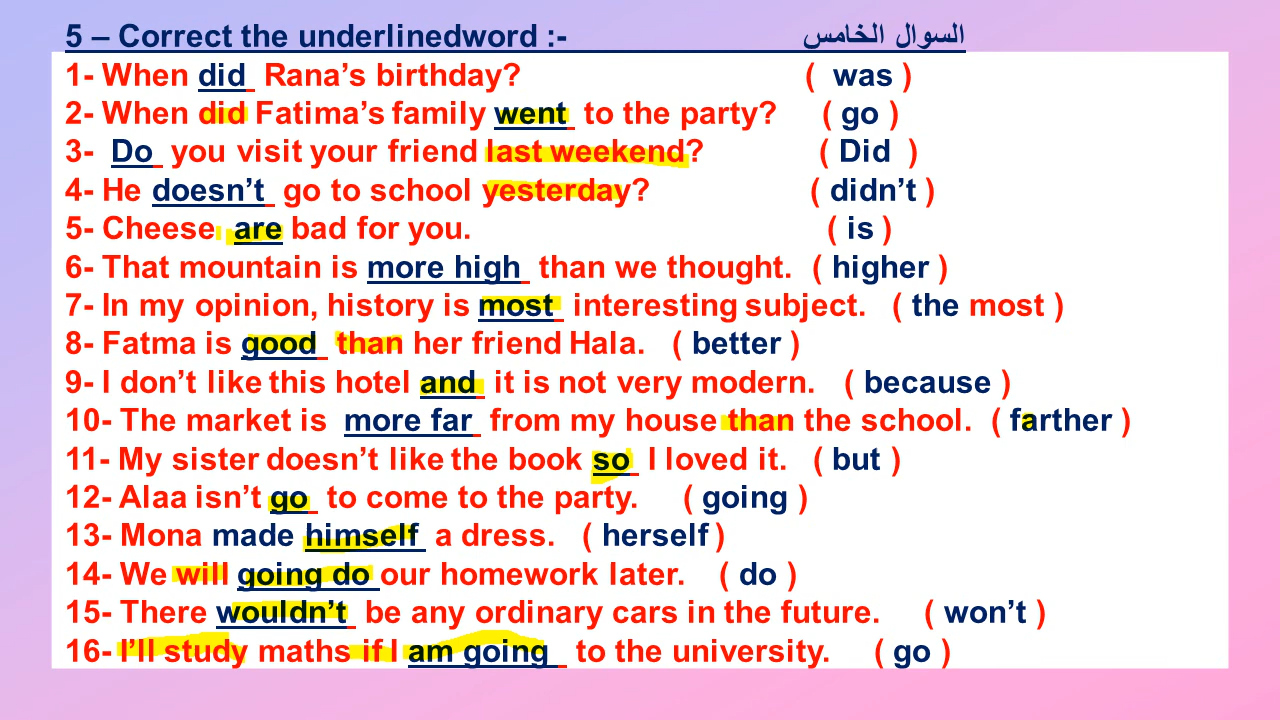 5 – Correct the underlinedword :- السوال الخامس
1- When did Rana’s birthday? ( was )
2- When did Fatima’s family went to the party? ( go )
3- Do you visit your friend last weekend? ( Did )
4- He doesn’t go to school yesterday? ( didn’t )
5- Cheese are bad for you. ( is )
6- That mountain is more high than we thought. ( higher )
7- In my opinion, history is most interesting subject. ( the most )
8- Fatma is good than her friend Hala. ( better )
9- I don’t like this hotel and it is not very modern. ( because )
10- The market is more far from my house than the school. ( farther )
11- My sister doesn’t like the book so I loved it. ( but )
12- Alaa isn’t go to come to the party. ( going )
13- Mona made himself a dress. ( herself )
14- We will going do our homework later. ( do )
15- There wouldn’t be any ordinary cars in the future. ( won’t )
16- I’ll study maths if I am going to the university. ( go )